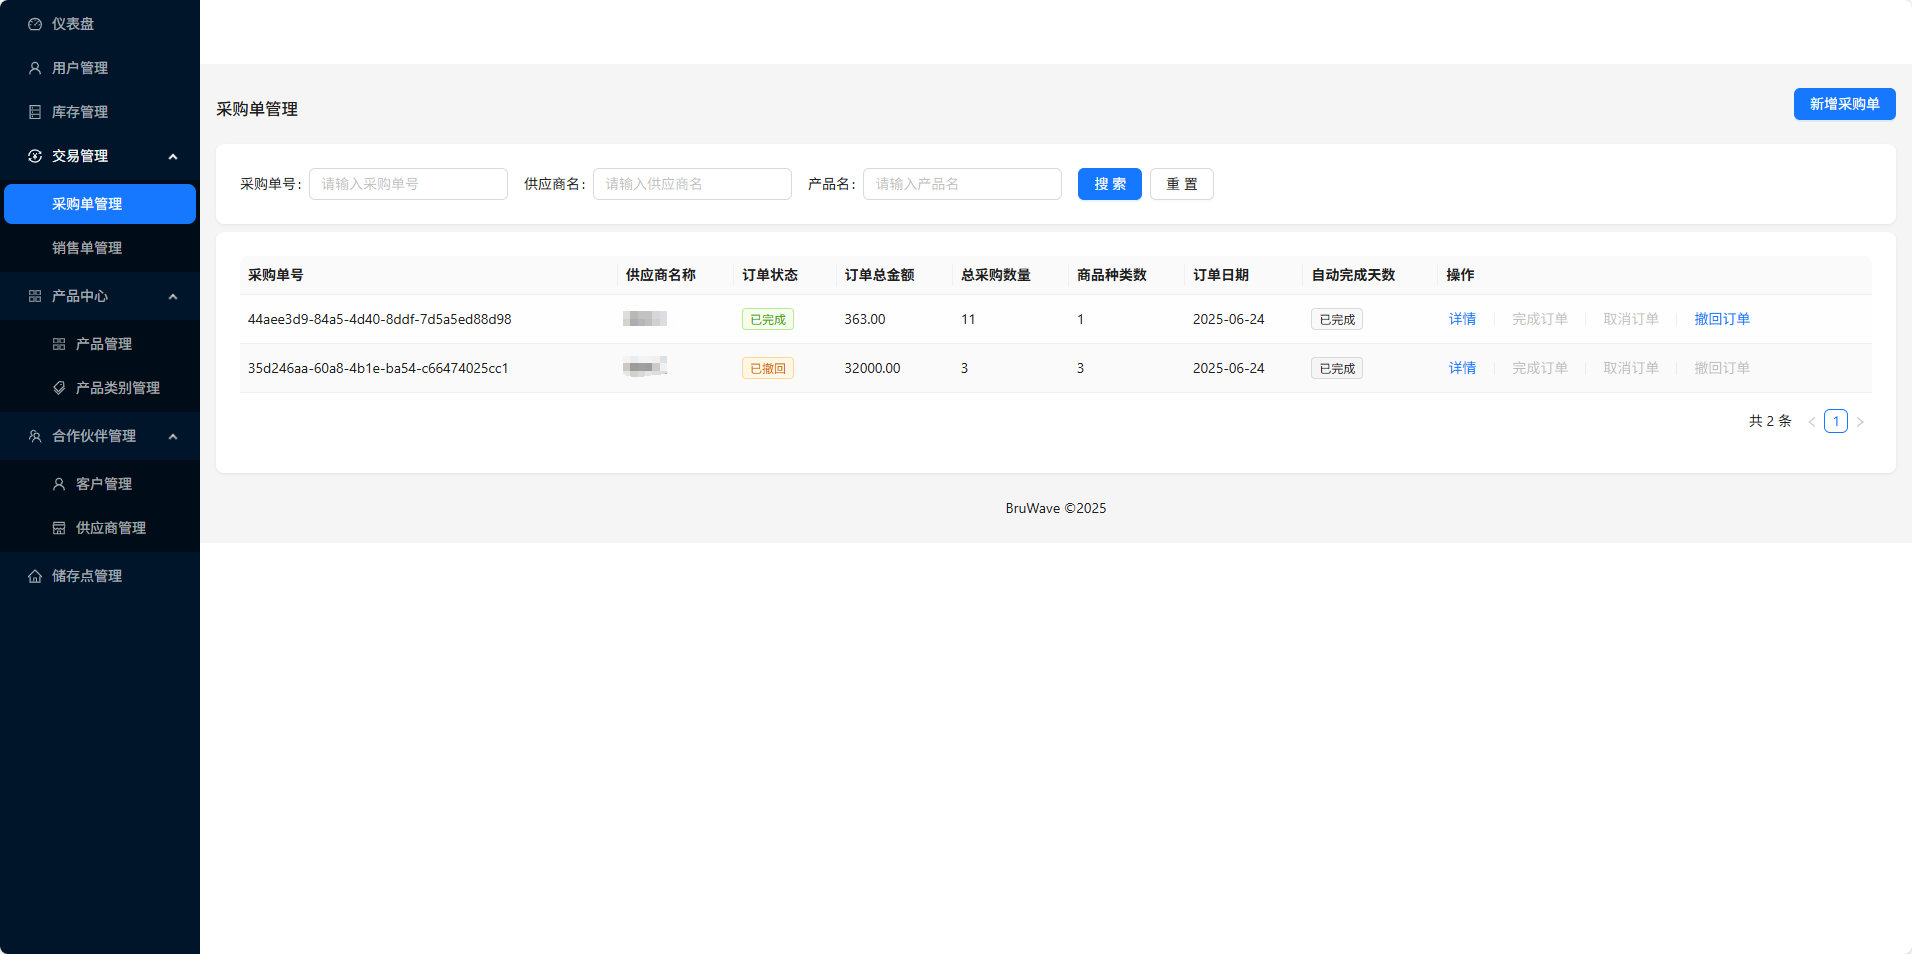 仪表盘
用户管理
库存管理
交易管理
采购单管理
销售单管理
产品中心
产品管理
产品类别管理
合作伙伴管理
客户管理
供应商管理
储存点管理
采购单管理
新增采购单
采购单号: 请输入采购单号 供应商名: 请输入供应商名 产品名: 请输入产品名 搜 索 重 置
采购单号 供应商名称 订单状态 订单总金额 总采购数量 商品种类数 订单日期 自动完成天数 操作
44aee3d9-84a5-4d40-8ddf-7d5a5ed88d98 已完成 363.00 11 1 2025-06-24 已完成 详情 完成订单 取消订单 撤回订单
35d246aa-60a8-4b1e-ba54-c66474025cc1 已撤回 32000.00 3 3 2025-06-24 已完成 详情 完成订单 取消订单 撤回订单
共 2 条 < 1 >
BruWave ©2025